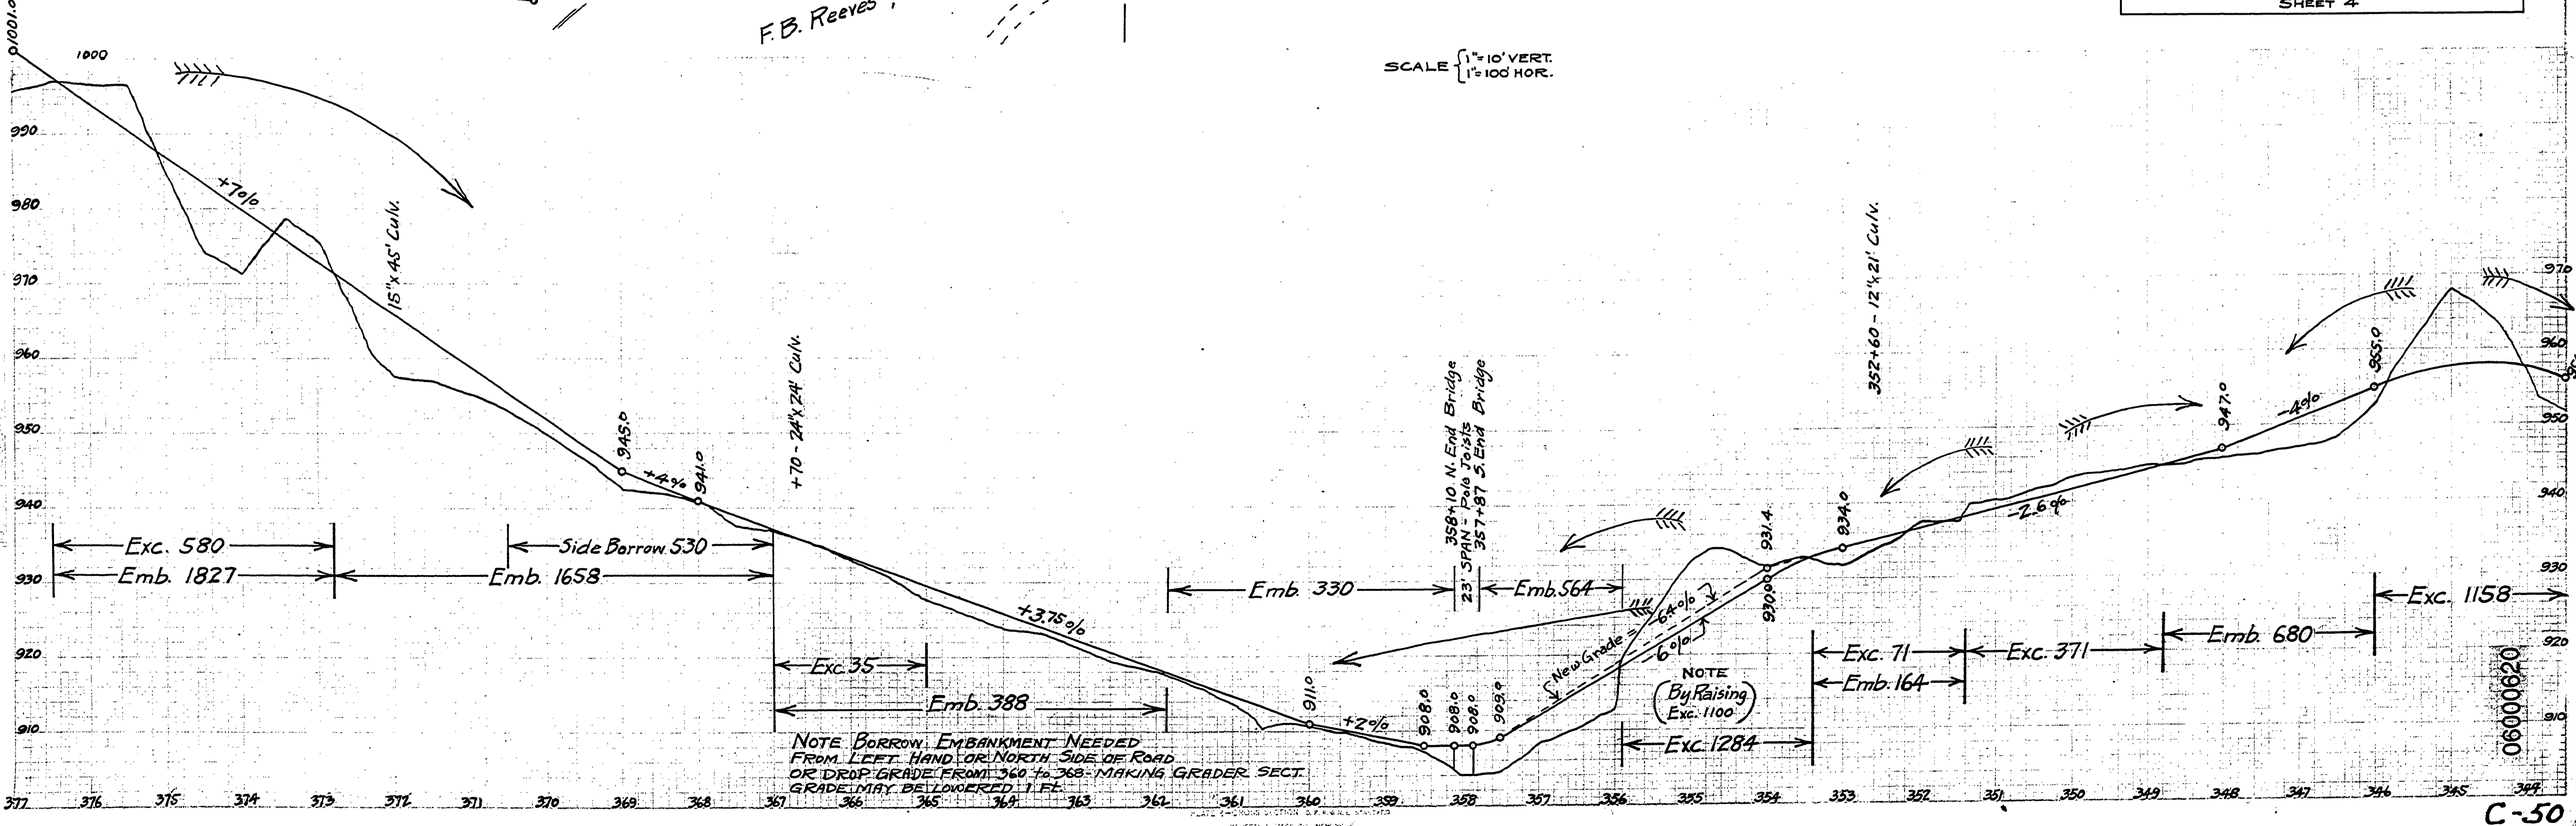 1001.0
F.B. Reeves
SHEET 4
SCALE { 1"=10' VERT.
1"=100' HOR.
1000
990
980
970
960
950
940
930
920
910
+7%
15"x45' Culv.
945.0
+4%
941.0
+70 - 24"x24' Culv.
Exc. 580
Emb. 1827
Side Borrow 530
Emb. 1658
+3.75%
Exc 35
Emb. 388
Emb. 330
358+10 N. End Bridge
23' SPAN - Pole Joists
357+87 S. End Bridge
Emb. 564
911.0
+2%
908.0
908.0
908.0
909.0
New Grade = -6.4%
-6%
931.4
930.9
934.0
NOTE
(By Raising
Exc. 1100)
Exc. 1284
352+60 - 12"x21' Culv.
-2.6%
947.0
-4%
955.0
Exc. 71
Emb. 164
Exc. 371
Emb. 680
Exc. 1158
970
960
950
940
930
920
910
06000620
NOTE BORROW EMBANKMENT NEEDED
FROM LEFT HAND OR NORTH SIDE OF ROAD
OR DROP GRADE FROM 360 to 368 - MAKING GRADER SECT.
GRADE MAY BE LOWERED 1 Ft.
377 376 375 374 373 372 371 370 369 368 367 366 365 364 363 362 361 360 359 358 357 356 355 354 353 352 351 350 349 348 347 346 345 344
C-50